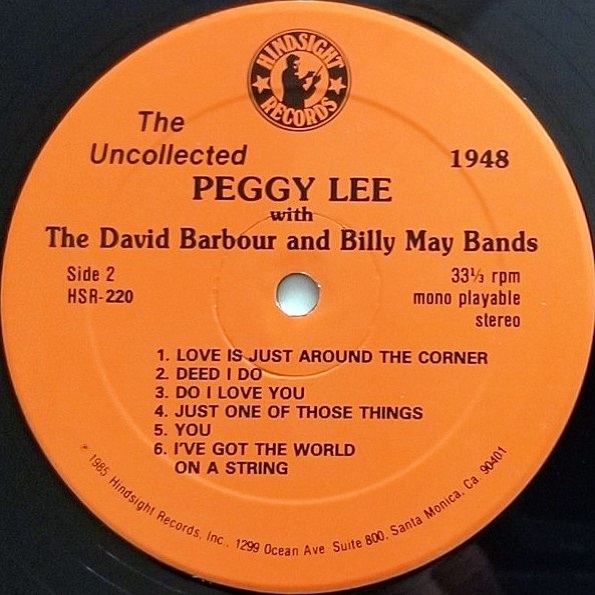 HINDSIGHT
RECORDS
The
Uncollected
1948
PEGGY LEE
with
The David Barbour and Billy May Bands
Side 2
HSR-220
33⅓ rpm
mono playable
stereo
1. LOVE IS JUST AROUND THE CORNER
2. DEED I DO
3. DO I LOVE YOU
4. JUST ONE OF THOSE THINGS
5. YOU
6. I'VE GOT THE WORLD
ON A STRING
℗ 1985 Hindsight Records, Inc., 1299 Ocean Ave Suite 800, Santa Monica, Ca. 90401